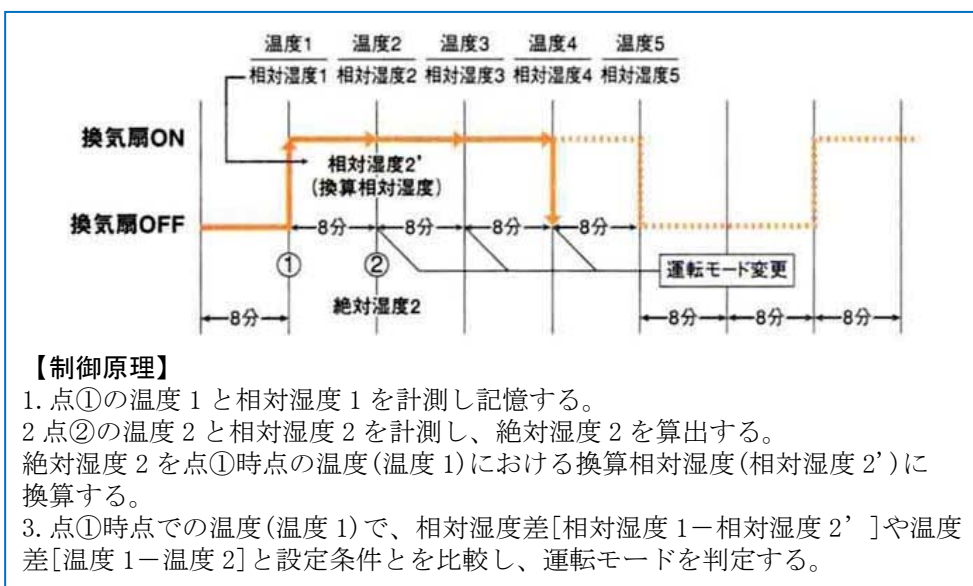 温度1 温度2 温度3 温度4 温度5
相対湿度1 相対湿度2 相対湿度3 相対湿度4 相対湿度5
換気扇ON
相対湿度2'
(換算相対湿度)
換気扇OFF
8分 8分 8分 8分
① ②
運転モード変更
絶対湿度2
8分 8分 8分 8分
【制御原理】
1.点①の温度1と相対湿度1を計測し記憶する。
2点②の温度2と相対湿度2を計測し、絶対湿度2を算出する。
絶対湿度2を点①時点の温度(温度1)における換算相対湿度(相対湿度2')に
換算する。
3.点①時点での温度(温度1)で、相対湿度差[相対湿度1－相対湿度2’]や温度
差[温度1－温度2]と設定条件とを比較し、運転モードを判定する。